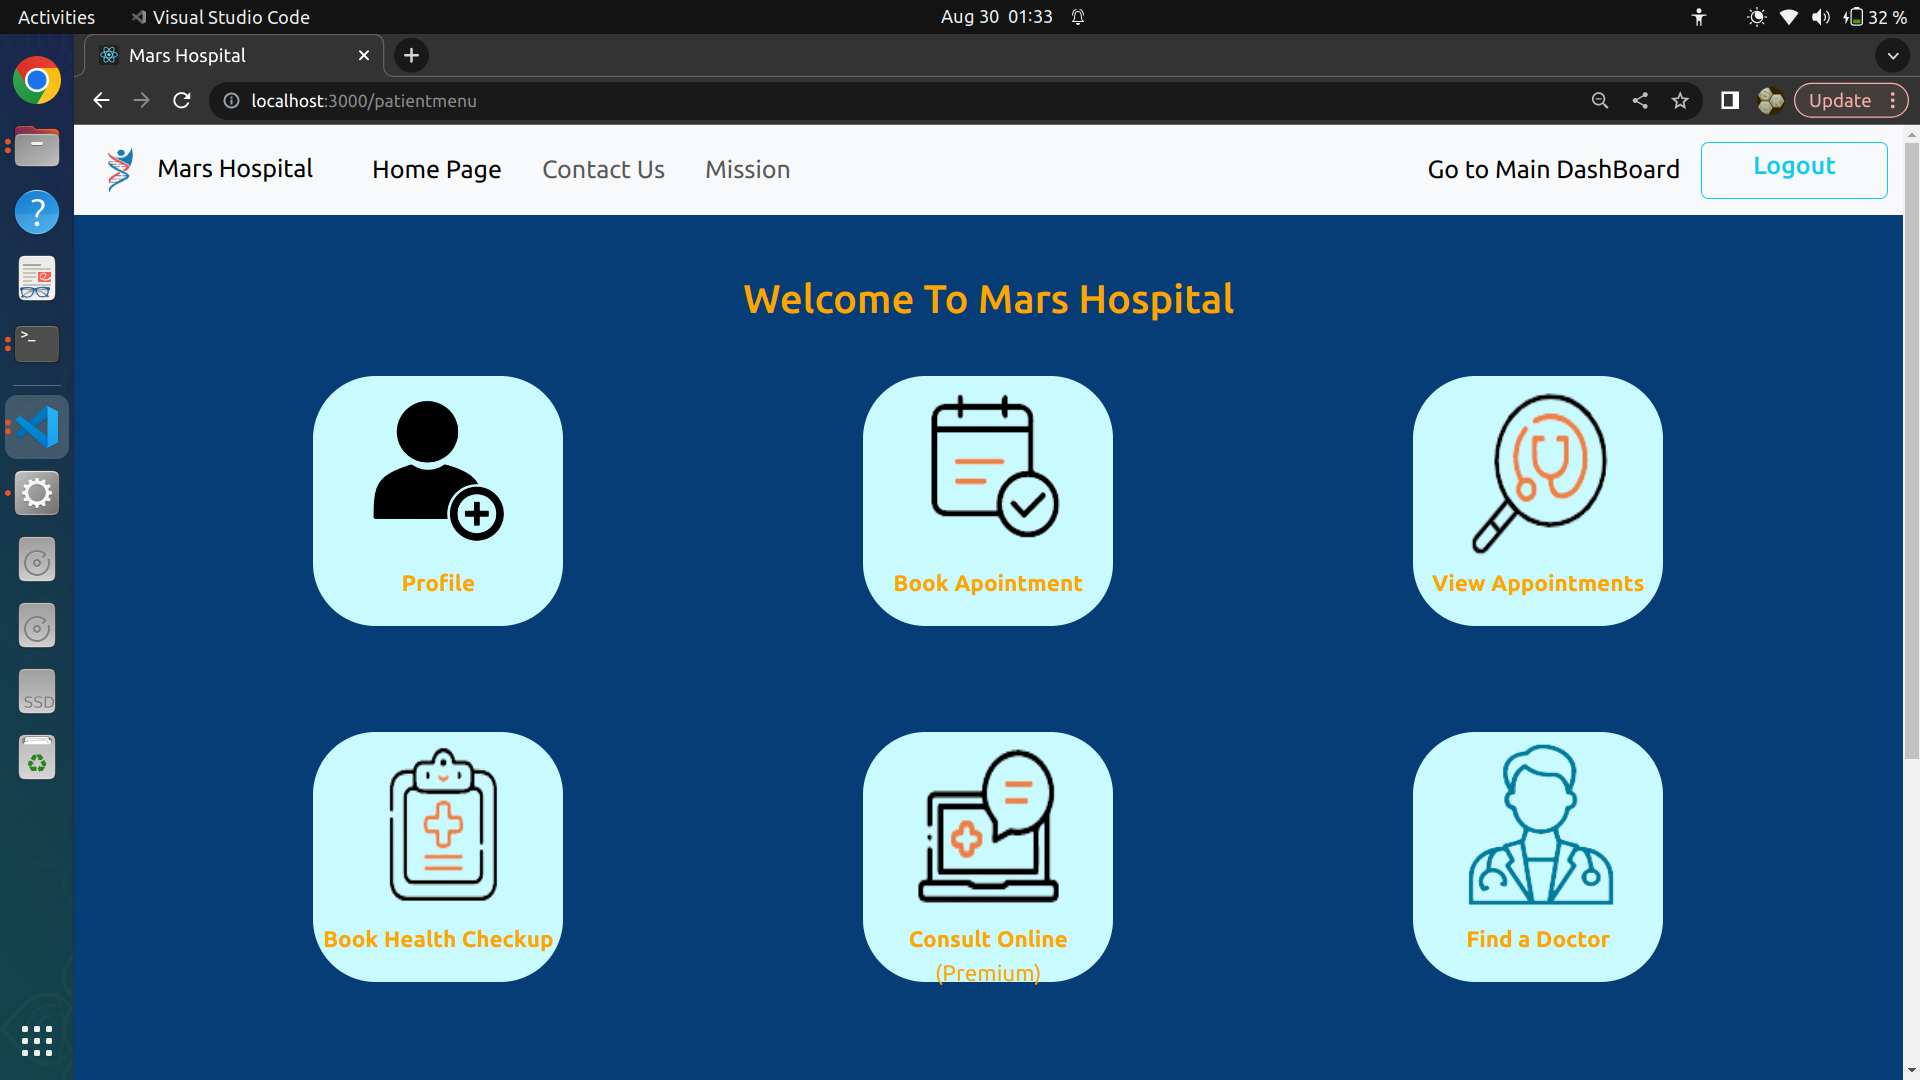 Activities
Visual Studio Code
Aug 30 01:33
32 %
Mars Hospital
localhost:3000/patientmenu
Update
Mars Hospital
Home Page
Contact Us
Mission
Go to Main DashBoard
Logout
Welcome To Mars Hospital
Profile
Book Apointment
View Appointments
Book Health Checkup
Consult Online
(Premium)
Find a Doctor
?
>_
SSD